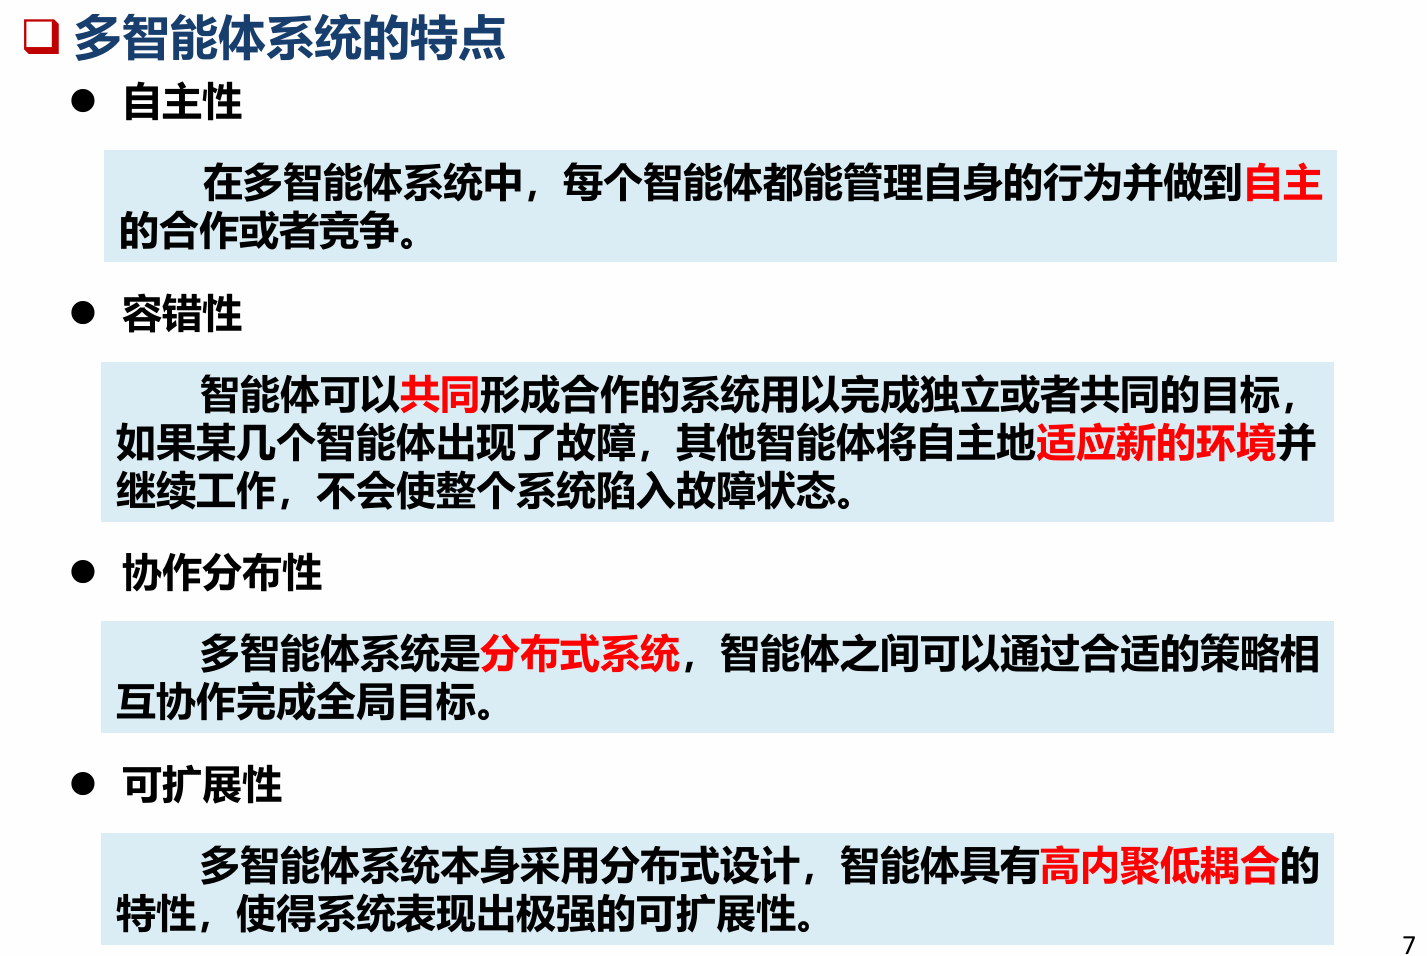 多智能体系统的特点
自主性
在多智能体系统中，每个智能体都能管理自身的行为并做到自主
的合作或者竞争。
容错性
智能体可以共同形成合作的系统用以完成独立或者共同的目标，
如果某几个智能体出现了故障，其他智能体将自主地适应新的环境并
继续工作，不会使整个系统陷入故障状态。
协作分布性
多智能体系统是分布式系统，智能体之间可以通过合适的策略相
互协作完成全局目标。
可扩展性
多智能体系统本身采用分布式设计，智能体具有高内聚低耦合的
特性，使得系统表现出极强的可扩展性。
7